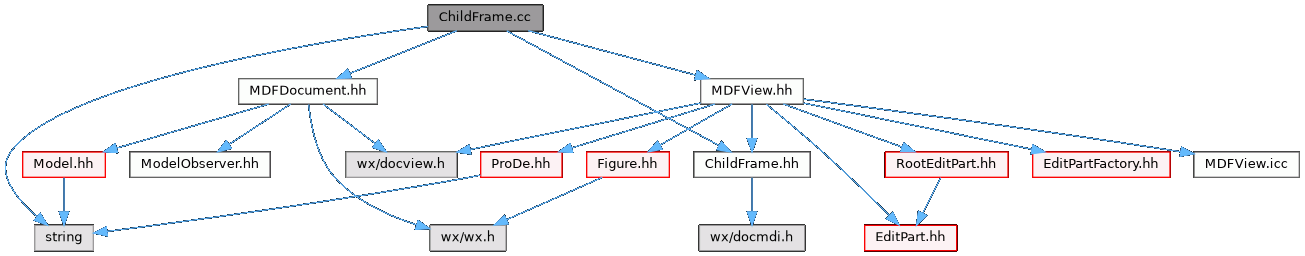 ChildFrame.cc
MDFDocument.hh
MDFView.hh
Model.hh
ModelObserver.hh
wx/docview.h
ProDe.hh
Figure.hh
ChildFrame.hh
RootEditPart.hh
EditPartFactory.hh
MDFView.icc
string
wx/wx.h
wx/docmdi.h
EditPart.hh